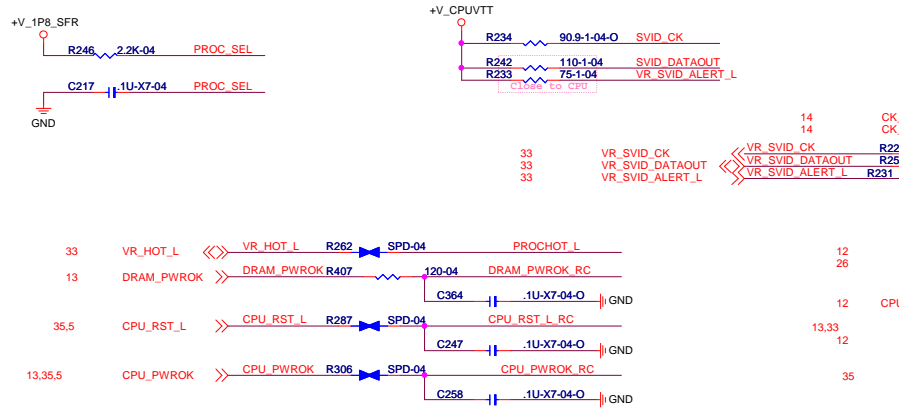 +V_1P8_SFR
R246 2.2K-04 PROC_SEL
C217 .1U-X7-04 PROC_SEL
GND
+V_CPUVTT
R234 90.9-1-04-O SVID_CK
R242 110-1-04 SVID_DATAOUT
R233 75-1-04 VR_SVID_ALERT_L
Close to CPU
14 CK
14 CK
33 VR_SVID_CK VR_SVID_CK R22
33 VR_SVID_DATAOUT VR_SVID_DATAOUT R25
33 VR_SVID_ALERT_L VR_SVID_ALERT_L R231
33 VR_HOT_L VR_HOT_L R262 SPD-04 PROCHOT_L 12
26
13 DRAM_PWROK DRAM_PWROK R407 120-04 DRAM_PWROK_RC
C364 .1U-X7-04-O GND 12 CPU
35,5 CPU_RST_L CPU_RST_L R287 SPD-04 CPU_RST_L_RC 13,33
12
C247 .1U-X7-04-O GND
13,35,5 CPU_PWROK CPU_PWROK R306 SPD-04 CPU_PWROK_RC 35
C258 .1U-X7-04-O GND